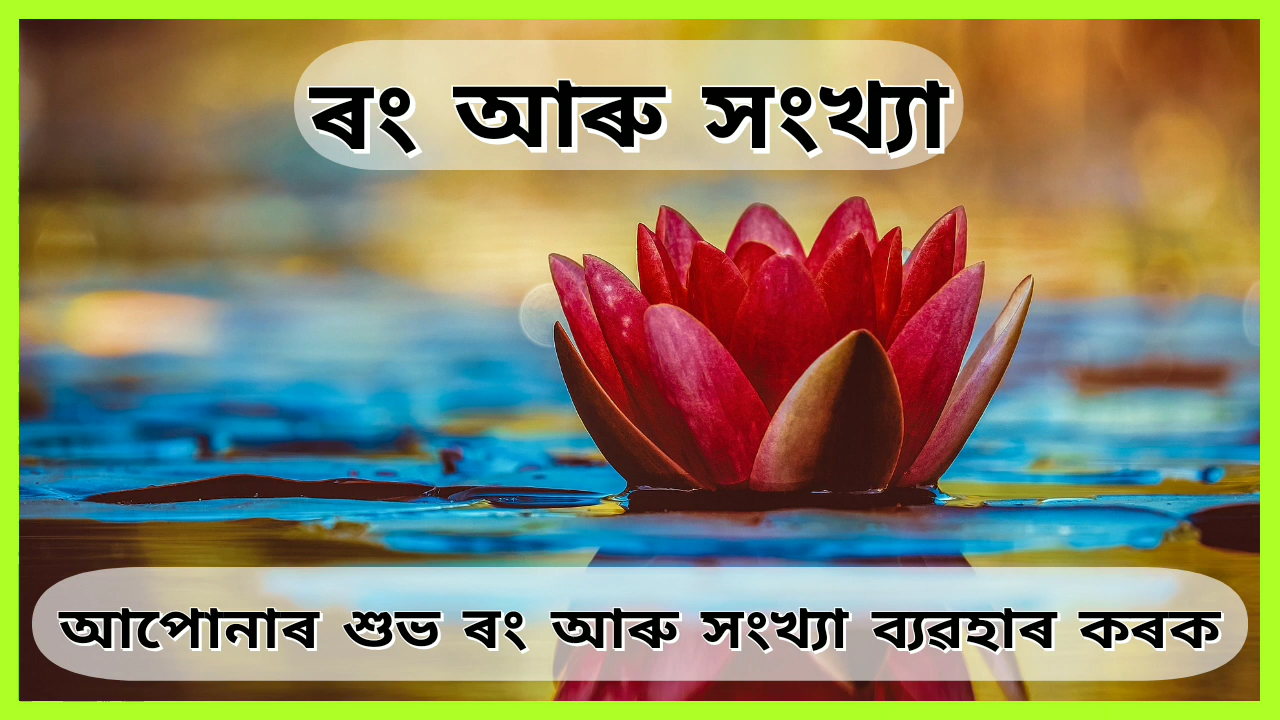 ৰং আৰু সংখ্যা
আপোনাৰ শুভ ৰং আৰু সংখ্যা ব্যৱহাৰ কৰক